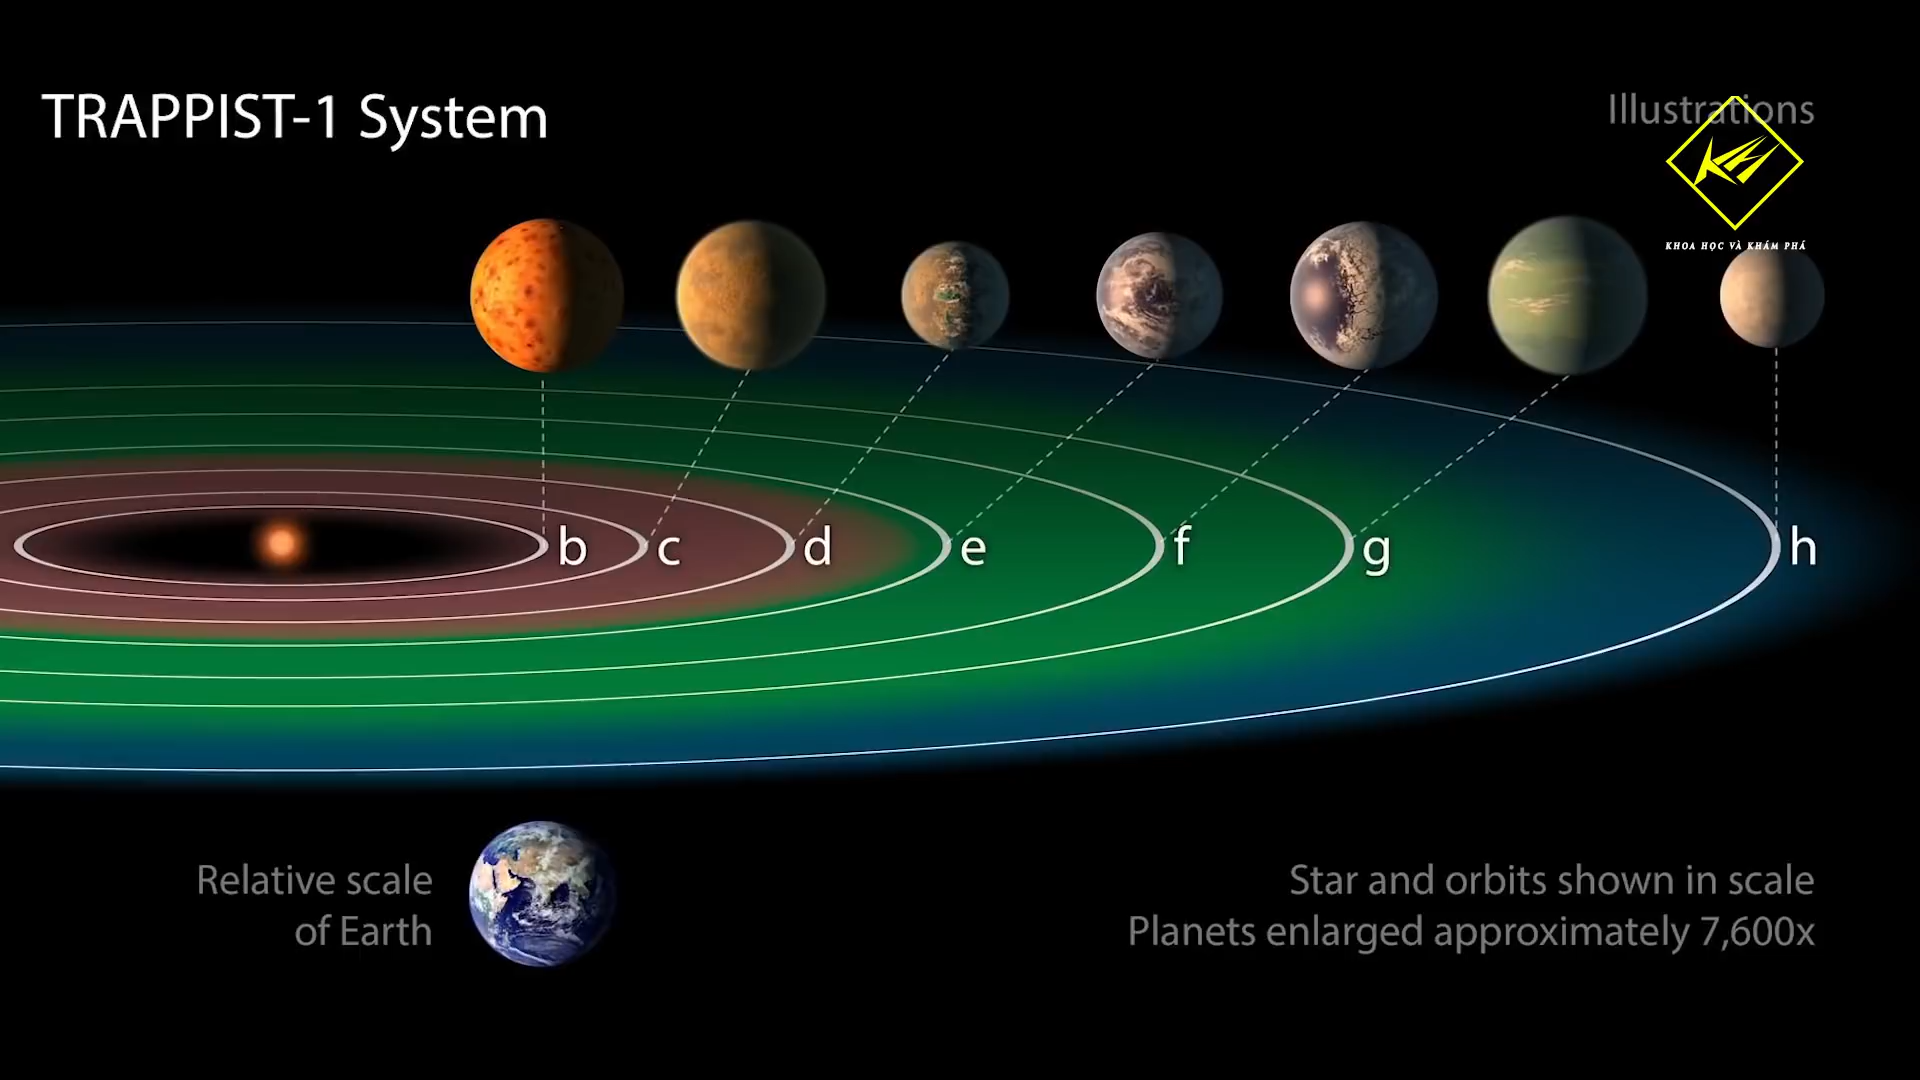 TRAPPIST-1 System
Illustrations
KM
KHOA HỌC VÀ KHÁM PHÁ
b
c
d
e
f
g
h
Relative scale
of Earth
Star and orbits shown in scale
Planets enlarged approximately 7,600x